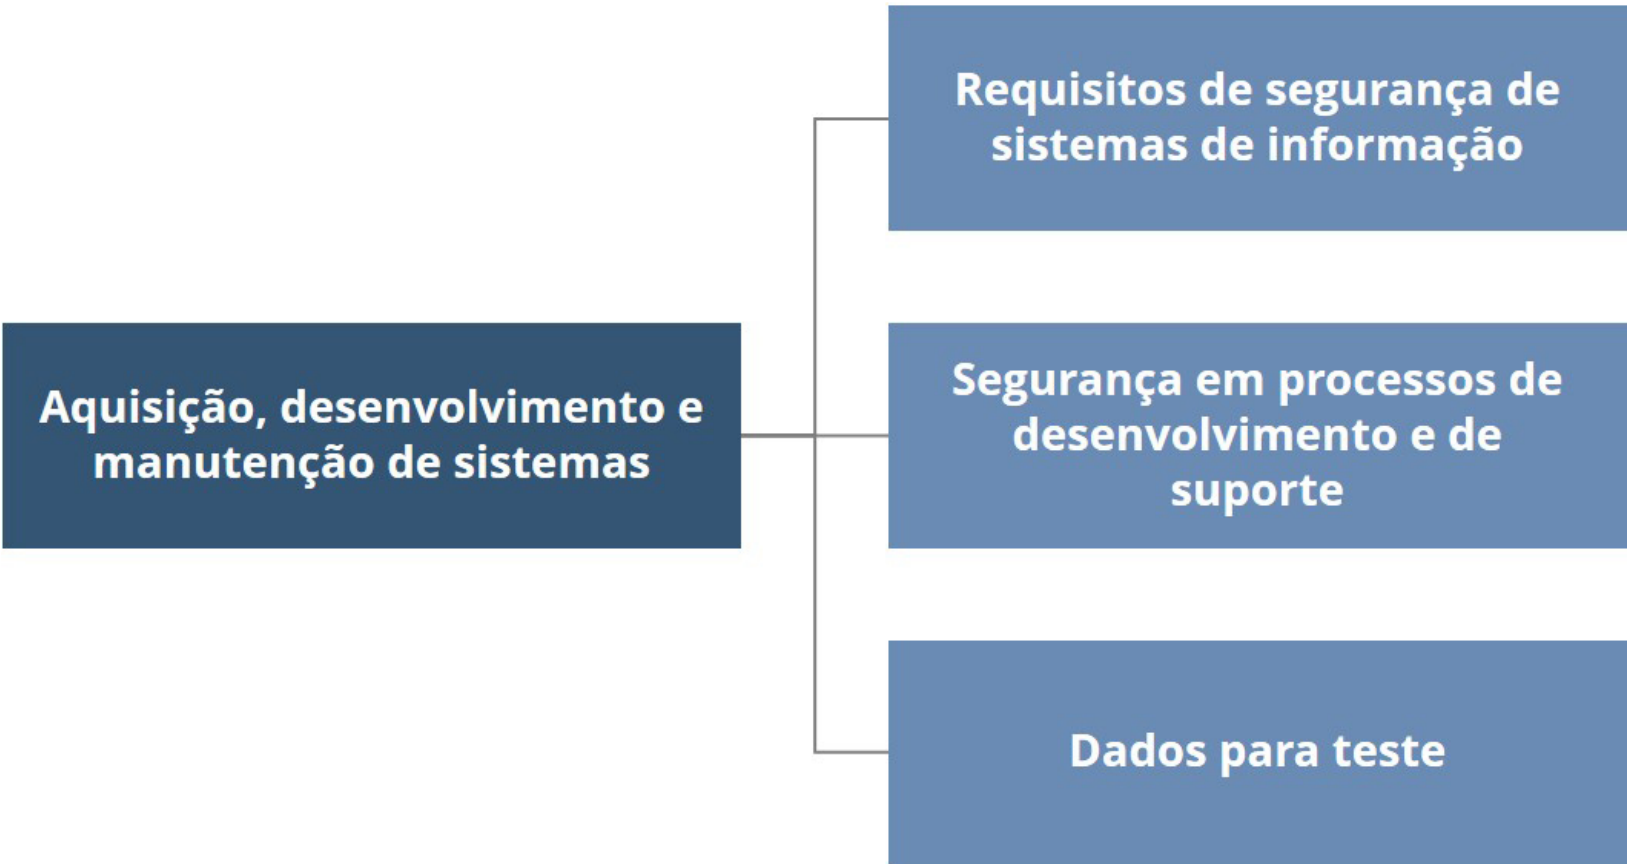 Requisitos de segurança de
sistemas de informação
Aquisição, desenvolvimento e
manutenção de sistemas
Segurança em processos de
desenvolvimento e de
suporte
Dados para teste